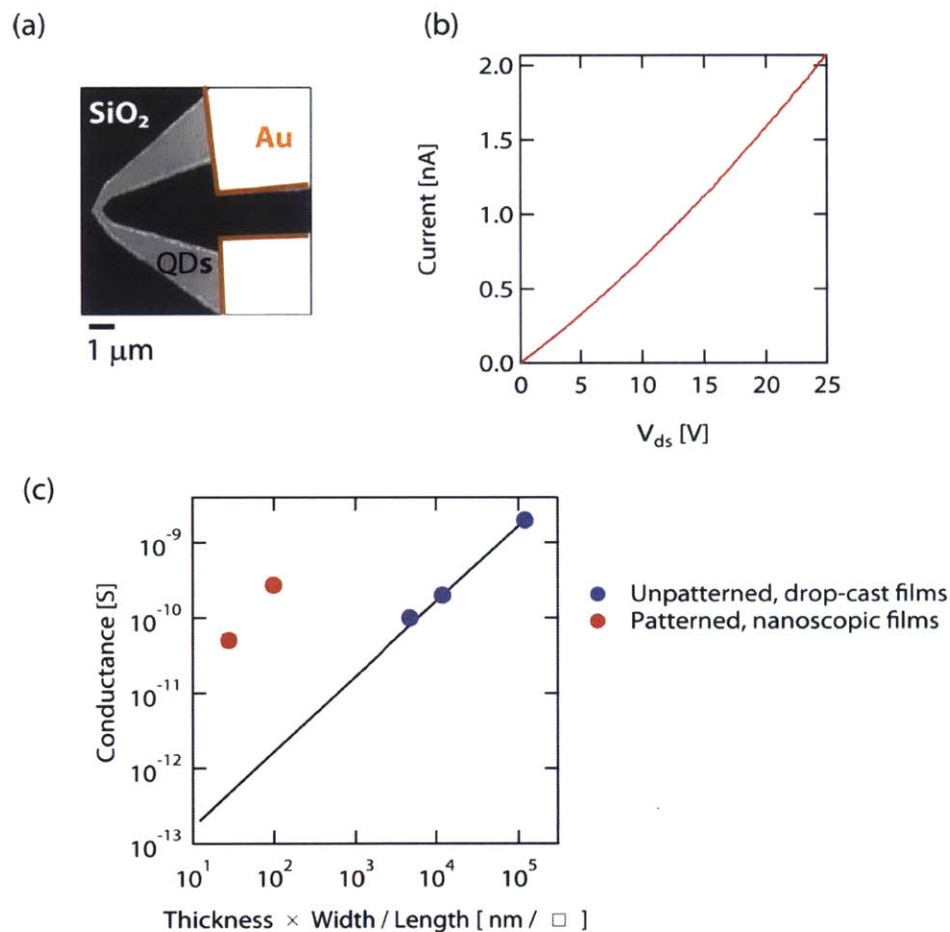 (a)
SiO₂
Au
QDs
1 μm
(b)
2.0
1.5
1.0
0.5
0.0
Current [nA]
0 5 10 15 20 25
V_ds [V]
(c)
10⁻⁹
10⁻¹⁰
10⁻¹¹
10⁻¹²
10⁻¹³
Conductance [S]
10¹ 10² 10³ 10⁴ 10⁵
Thickness × Width / Length [ nm / □ ]
Unpatterned, drop-cast films
Patterned, nanoscopic films